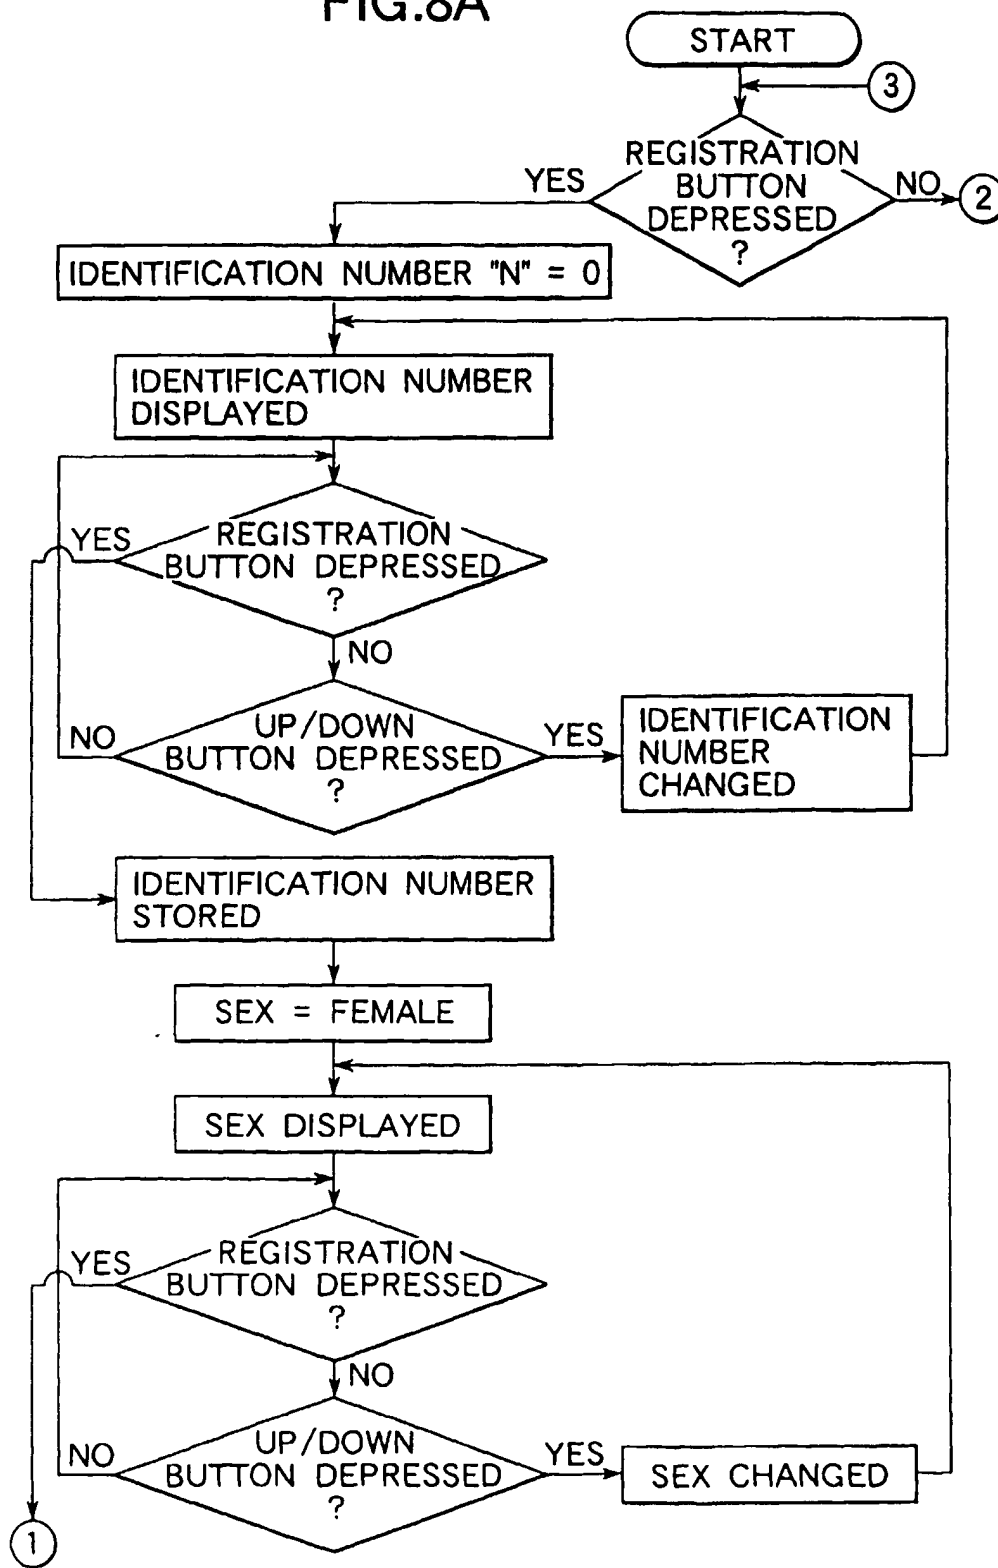 FIG.8A
START
3
REGISTRATION
BUTTON
DEPRESSED
?
YES
NO
2
IDENTIFICATION NUMBER "N" = 0
IDENTIFICATION NUMBER
DISPLAYED
REGISTRATION
BUTTON DEPRESSED
?
YES
NO
UP/DOWN
BUTTON DEPRESSED
?
NO
YES
IDENTIFICATION
NUMBER
CHANGED
IDENTIFICATION NUMBER
STORED
SEX = FEMALE
SEX DISPLAYED
REGISTRATION
BUTTON DEPRESSED
?
YES
NO
UP/DOWN
BUTTON DEPRESSED
?
NO
YES
SEX CHANGED
1